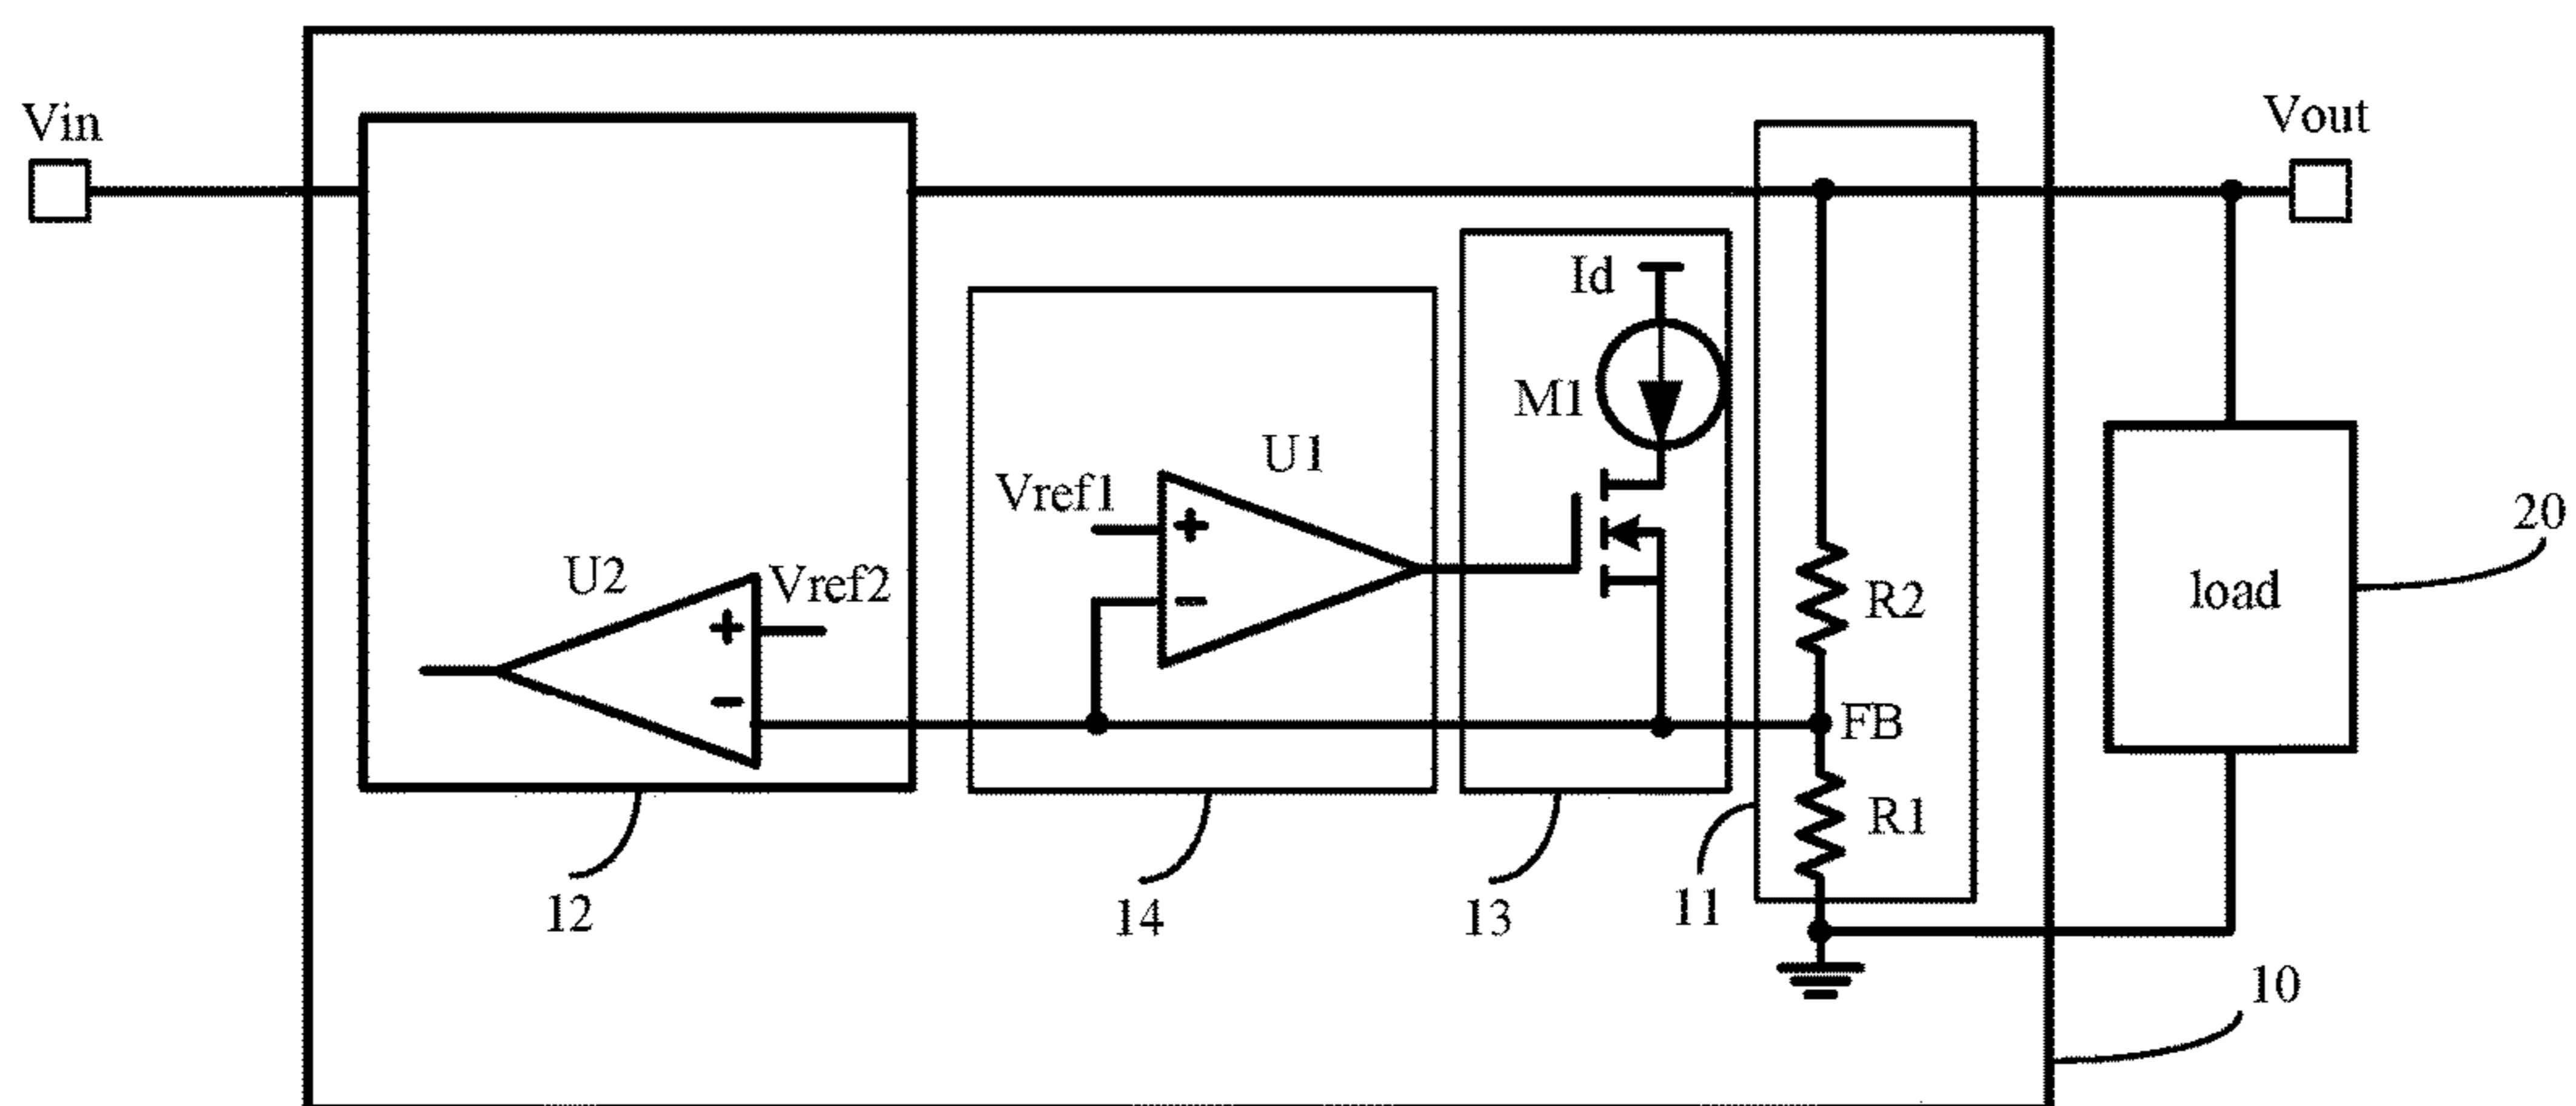 Vin
Vout
Id
M1
U1
Vref1
+
−
U2
Vref2
+
−
R2
FB
R1
load
20
12
14
13
11
10